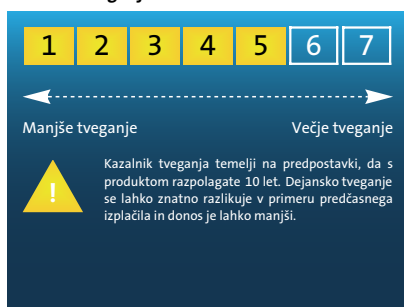 1 2 3 4 5 6 7
Manjše tveganje Večje tveganje
!
Kazalnik tveganja temelji na predpostavki, da s
produktom razpolagate 10 let. Dejansko tveganje
se lahko znatno razlikuje v primeru predčasnega
izplačila in donos je lahko manjši.